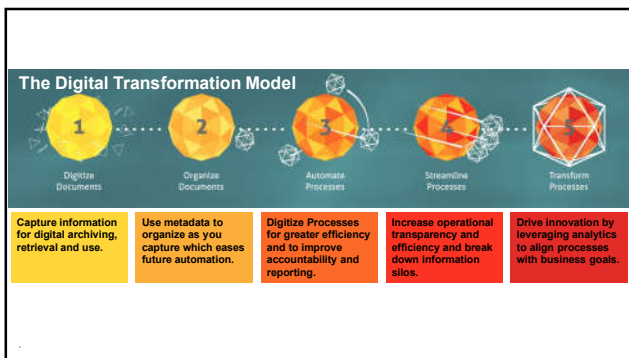 The Digital Transformation Model
1
2
3
4
5
Digitize
Documents
Organize
Documents
Automate
Processes
Streamline
Processes
Transform
Processes
Capture information
for digital archiving,
retrieval and use.
Use metadata to
organize as you
capture which eases
future automation.
Digitize Processes
for greater efficiency
and to improve
accountability and
reporting.
Increase operational
transparency and
efficiency and break
down information
silos.
Drive innovation by
leveraging analytics
to align processes
with business goals.